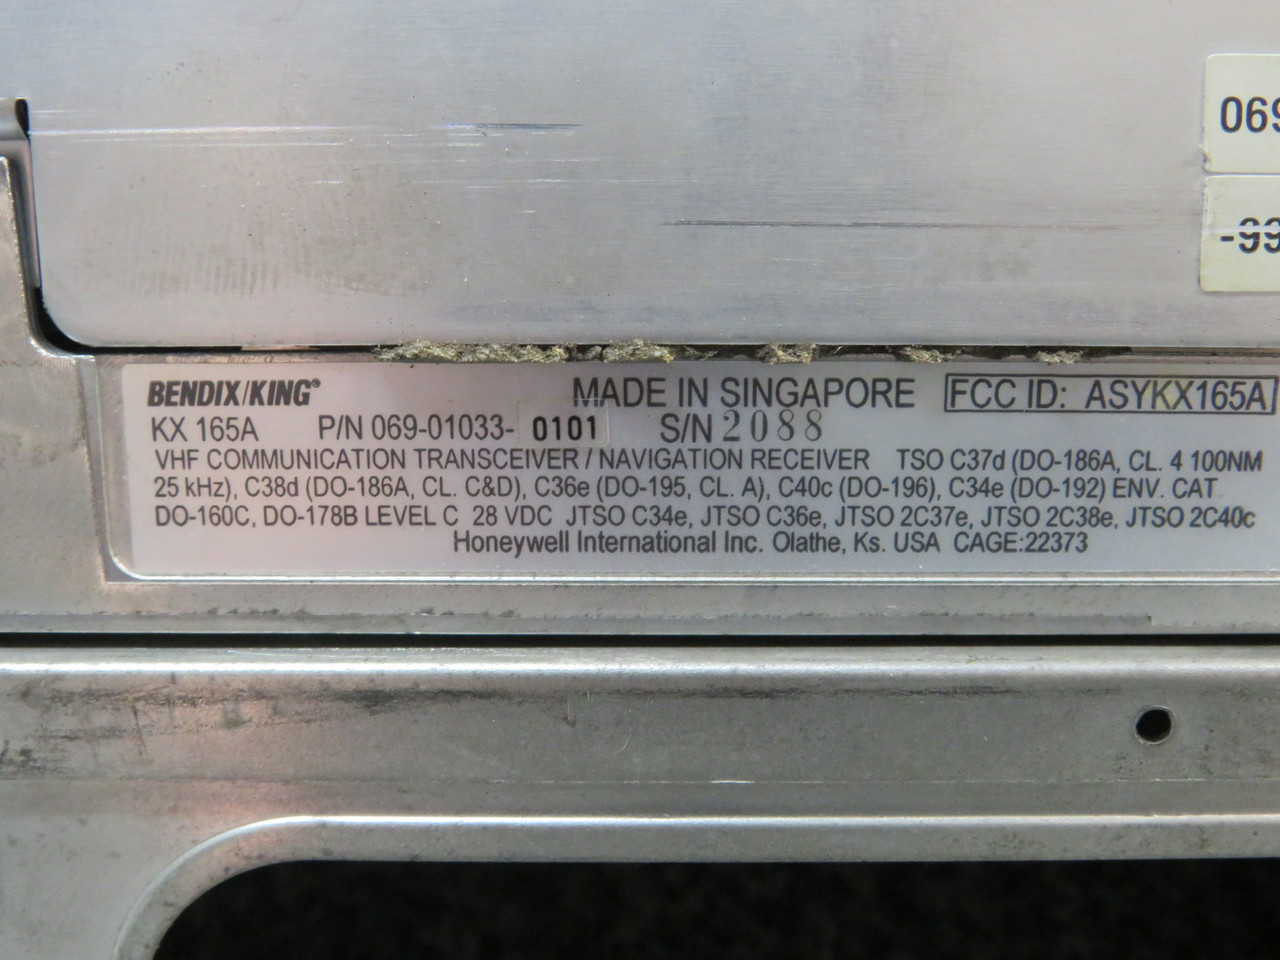 069
-99
BENDIX/KING® MADE IN SINGAPORE FCC ID: ASYKX165A
KX 165A P/N 069-01033- 0101 S/N 2088
VHF COMMUNICATION TRANSCEIVER / NAVIGATION RECEIVER TSO C37d (DO-186A, CL. 4 100NM
25 kHz), C38d (DO-186A, CL. C&D), C36e (DO-195, CL. A), C40c (DO-196), C34e (DO-192) ENV. CAT.
DO-160C, DO-178B LEVEL C 28 VDC JTSO C34e, JTSO C36e, JTSO 2C37e, JTSO 2C38e, JTSO 2C40c
Honeywell International Inc. Olathe, Ks. USA CAGE:22373